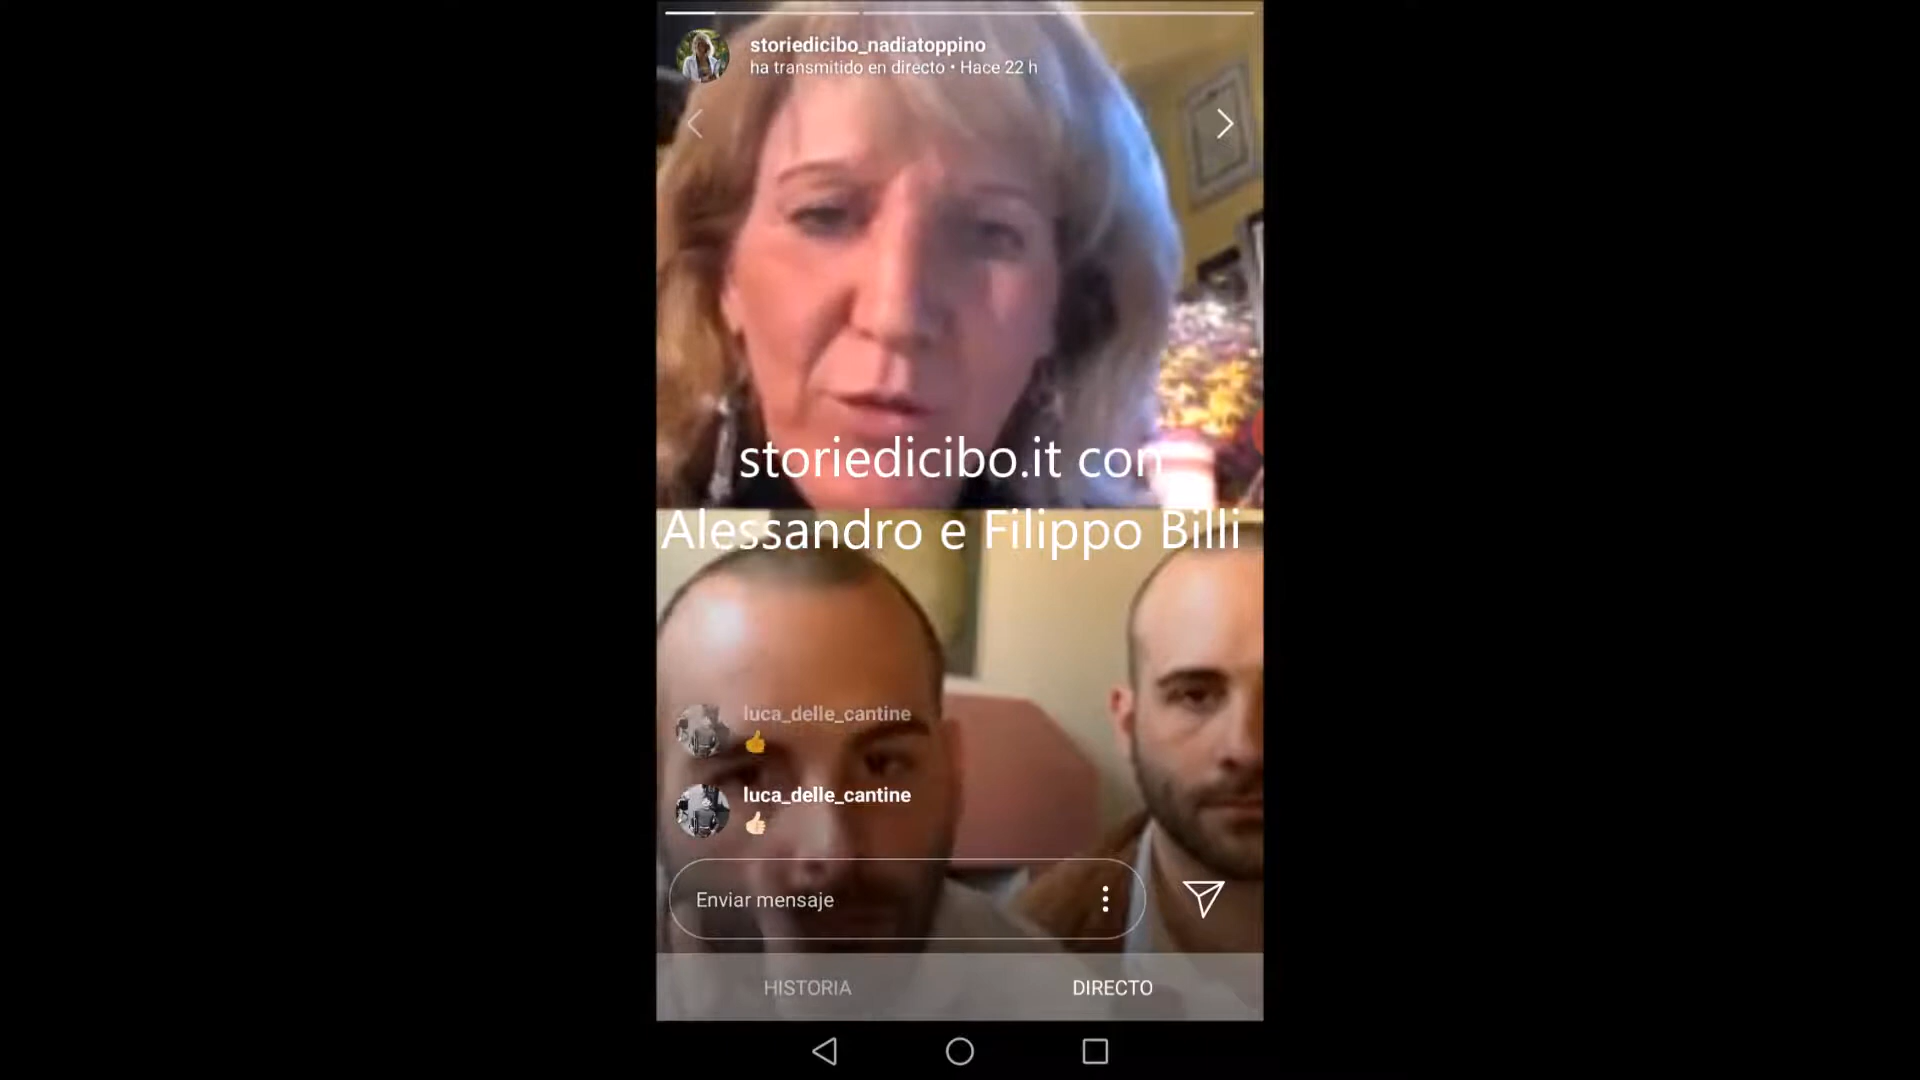 storiedicibo_nadiatoppino
ha transmitido en directo • Hace 22 h
storiedicibo.it con
Alessandro e Filippo Billi
luca_delle_cantine
👍
luca_delle_cantine
👍🏻
Enviar mensaje
HISTORIA
DIRECTO